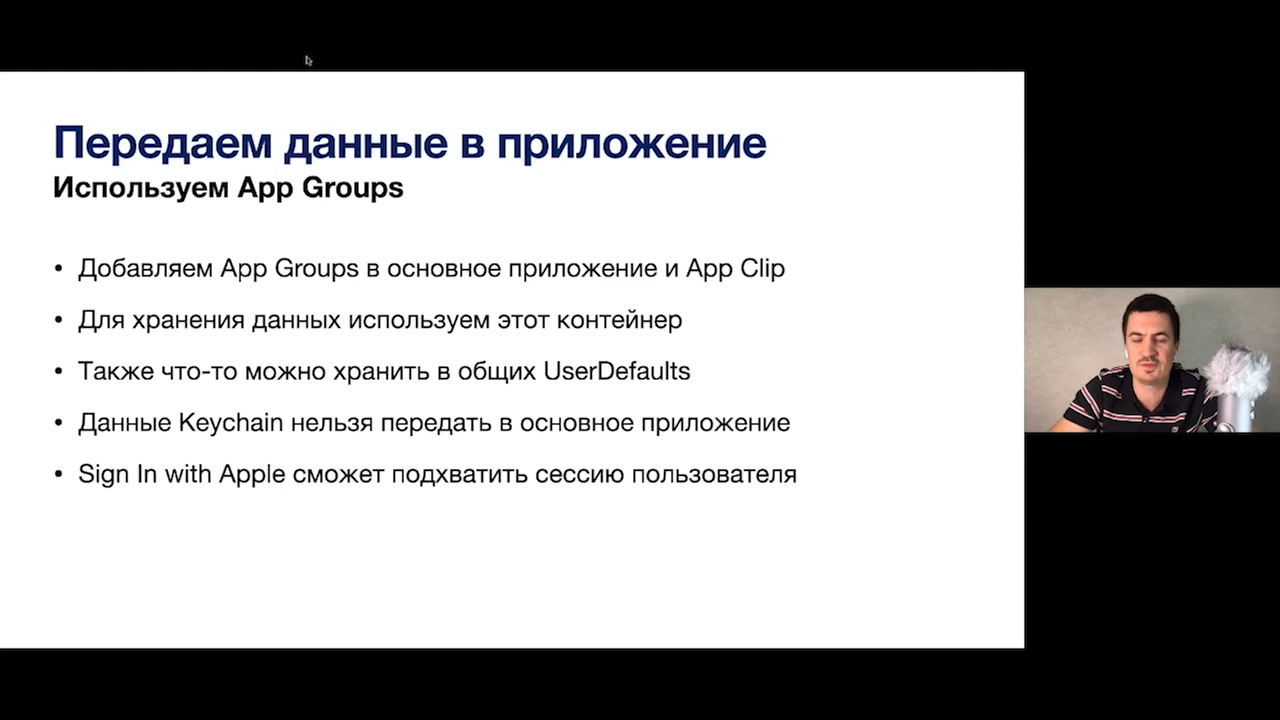 Передаем данные в приложение
Используем App Groups
• Добавляем App Groups в основное приложение и App Clip
• Для хранения данных используем этот контейнер
• Также что-то можно хранить в общих UserDefaults
• Данные Keychain нельзя передать в основное приложение
• Sign In with Apple сможет подхватить сессию пользователя